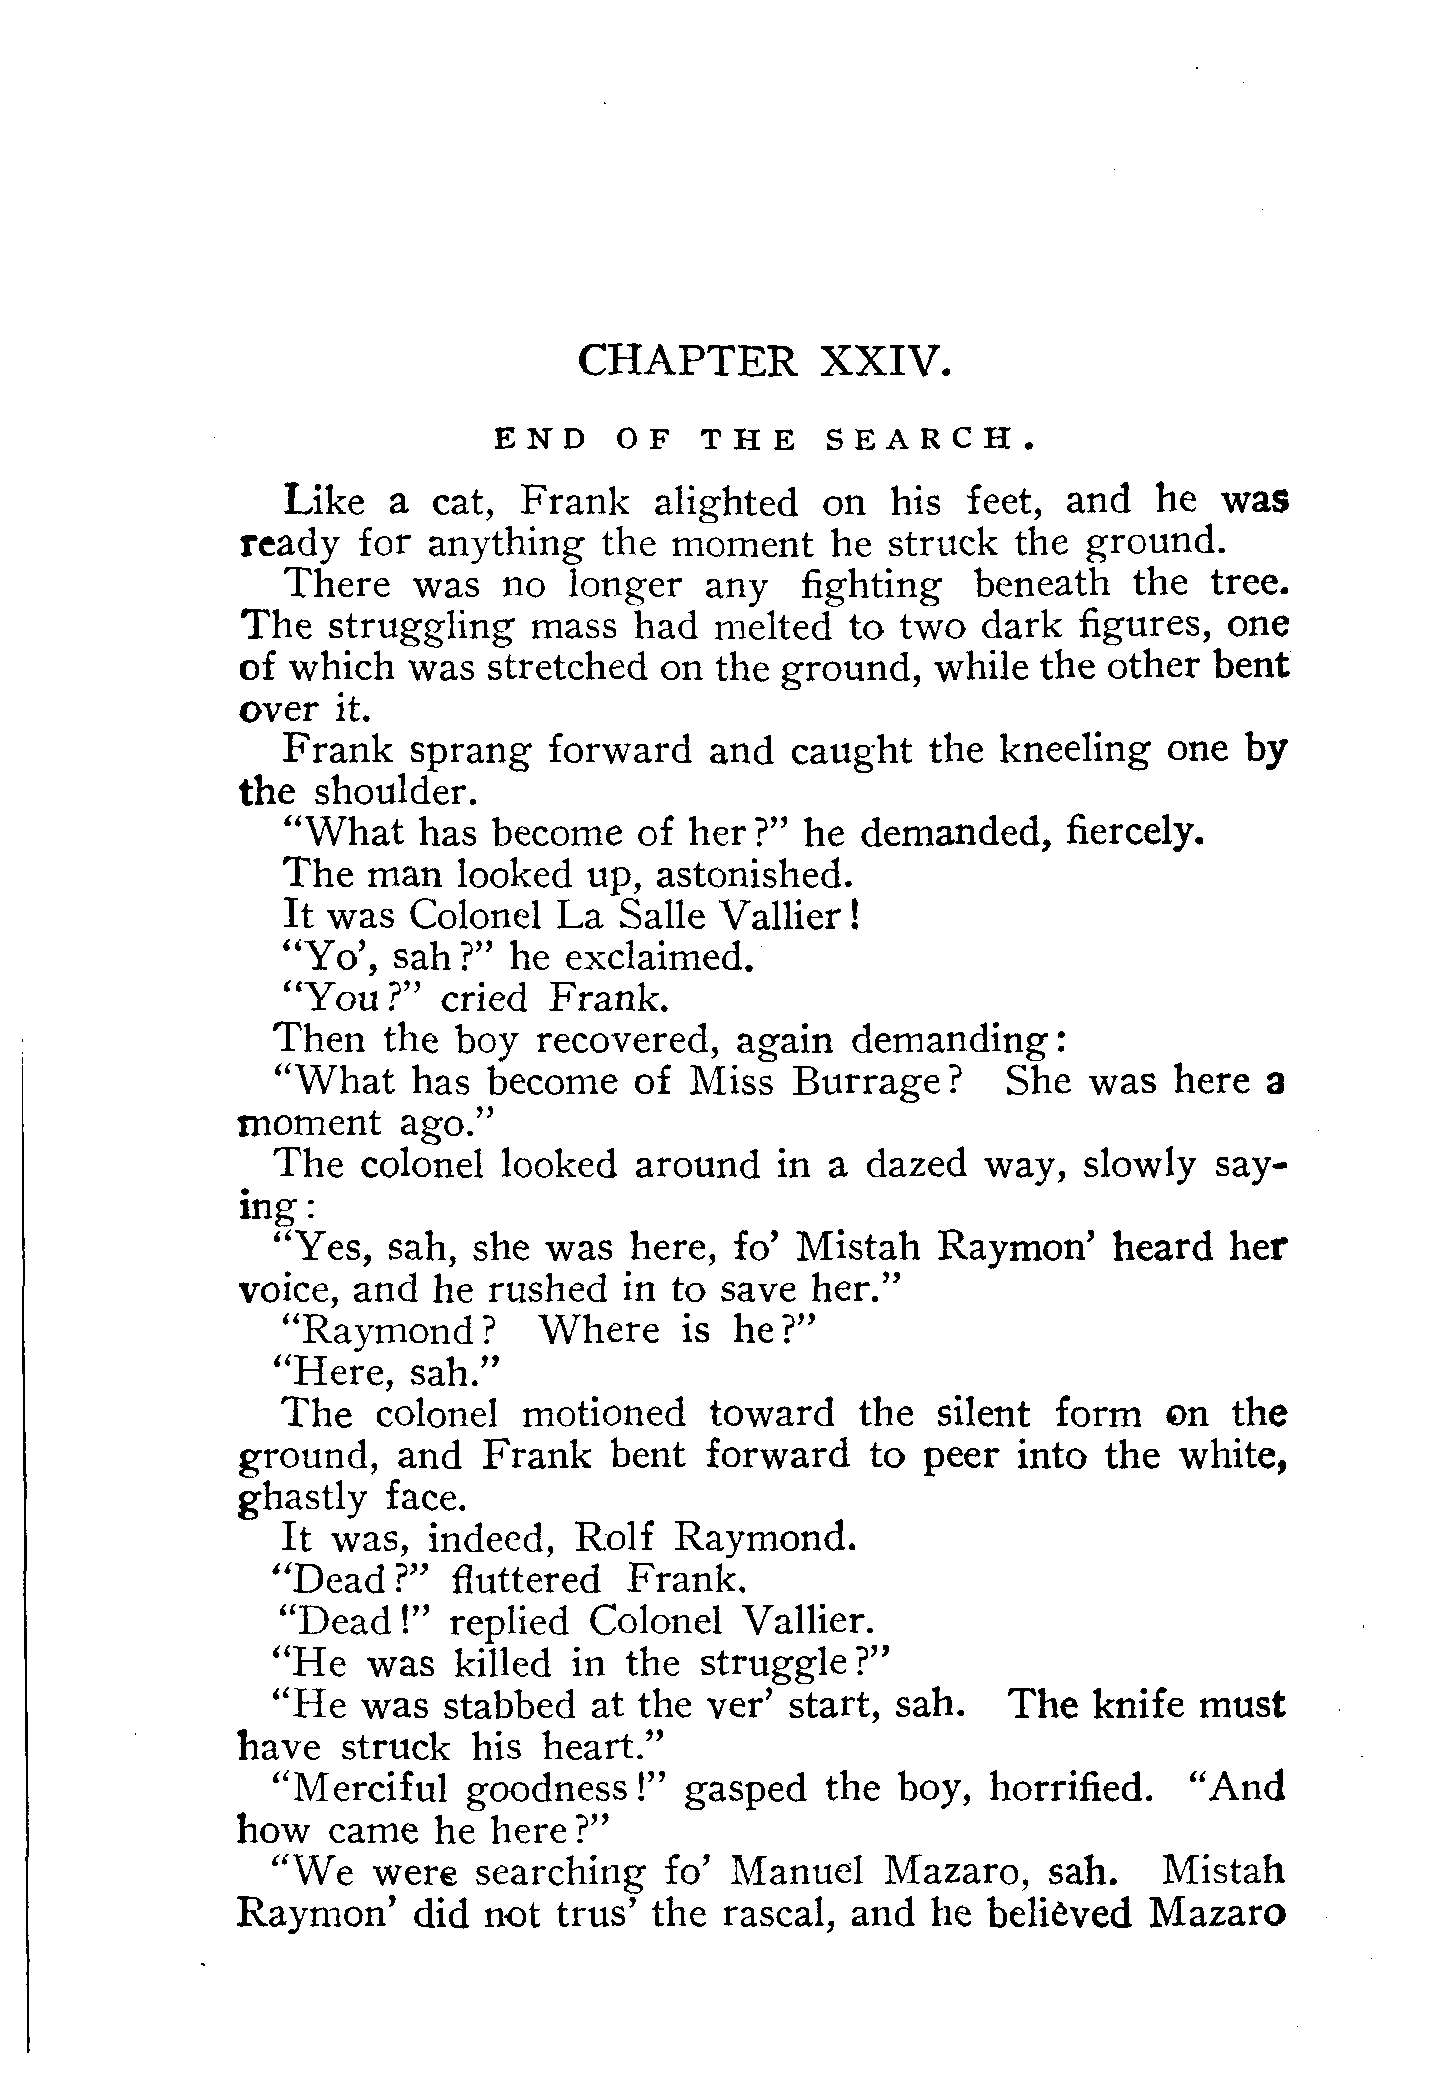 CHAPTER XXIV.
END OF THE SEARCH.
Like a cat, Frank alighted on his feet, and he was
ready for anything the moment he struck the ground.
There was no longer any fighting beneath the tree.
The struggling mass had melted to two dark figures, one
of which was stretched on the ground, while the other bent
over it.
Frank sprang forward and caught the kneeling one by
the shoulder.
“What has become of her?” he demanded, fiercely.
The man looked up, astonished.
It was Colonel La Salle Vallier!
“Yo’, sah?” he exclaimed.
“You?” cried Frank.
Then the boy recovered, again demanding:
“What has become of Miss Burrage? She was here a
moment ago.”
The colonel looked around in a dazed way, slowly say-
ing:
“Yes, sah, she was here, fo’ Mistah Raymon’ heard her
voice, and he rushed in to save her.”
“Raymond? Where is he?”
“Here, sah.”
The colonel motioned toward the silent form on the
ground, and Frank bent forward to peer into the white,
ghastly face.
It was, indeed, Rolf Raymond.
“Dead?” fluttered Frank.
“Dead!” replied Colonel Vallier.
“He was killed in the struggle?”
“He was stabbed at the ver’ start, sah. The knife must
have struck his heart.”
“Merciful goodness!” gasped the boy, horrified. “And
how came he here?”
“We were searching fo’ Manuel Mazaro, sah. Mistah
Raymon’ did not trus’ the rascal, and he believed Mazaro